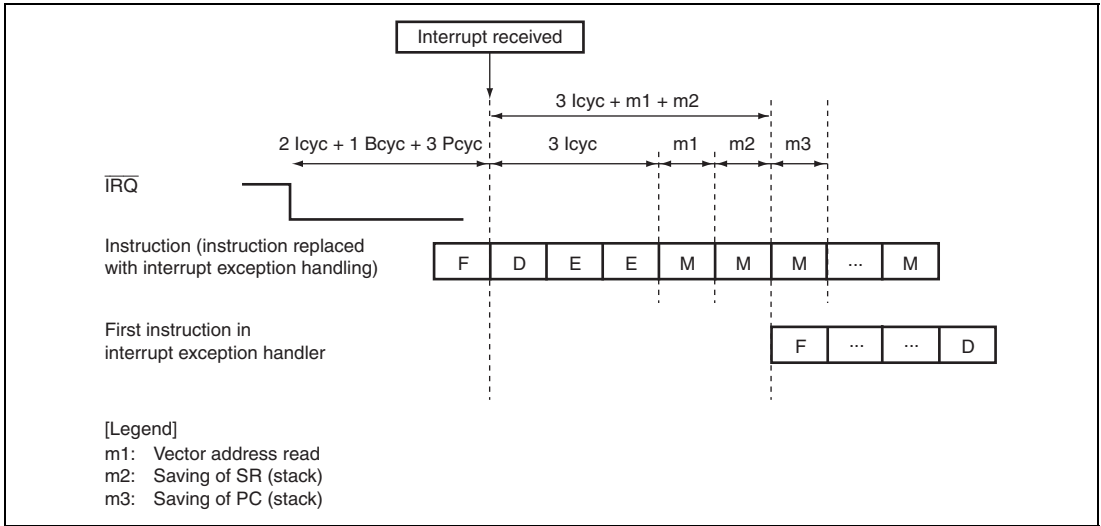 Interrupt received
3 Icyc + m1 + m2
2 Icyc + 1 Bcyc + 3 Pcyc 3 Icyc m1 m2 m3
IRQ
Instruction (instruction replaced
with interrupt exception handling)
F D E E M M M ... M
First instruction in
interrupt exception handler
F ... ... D
[Legend]
m1: Vector address read
m2: Saving of SR (stack)
m3: Saving of PC (stack)